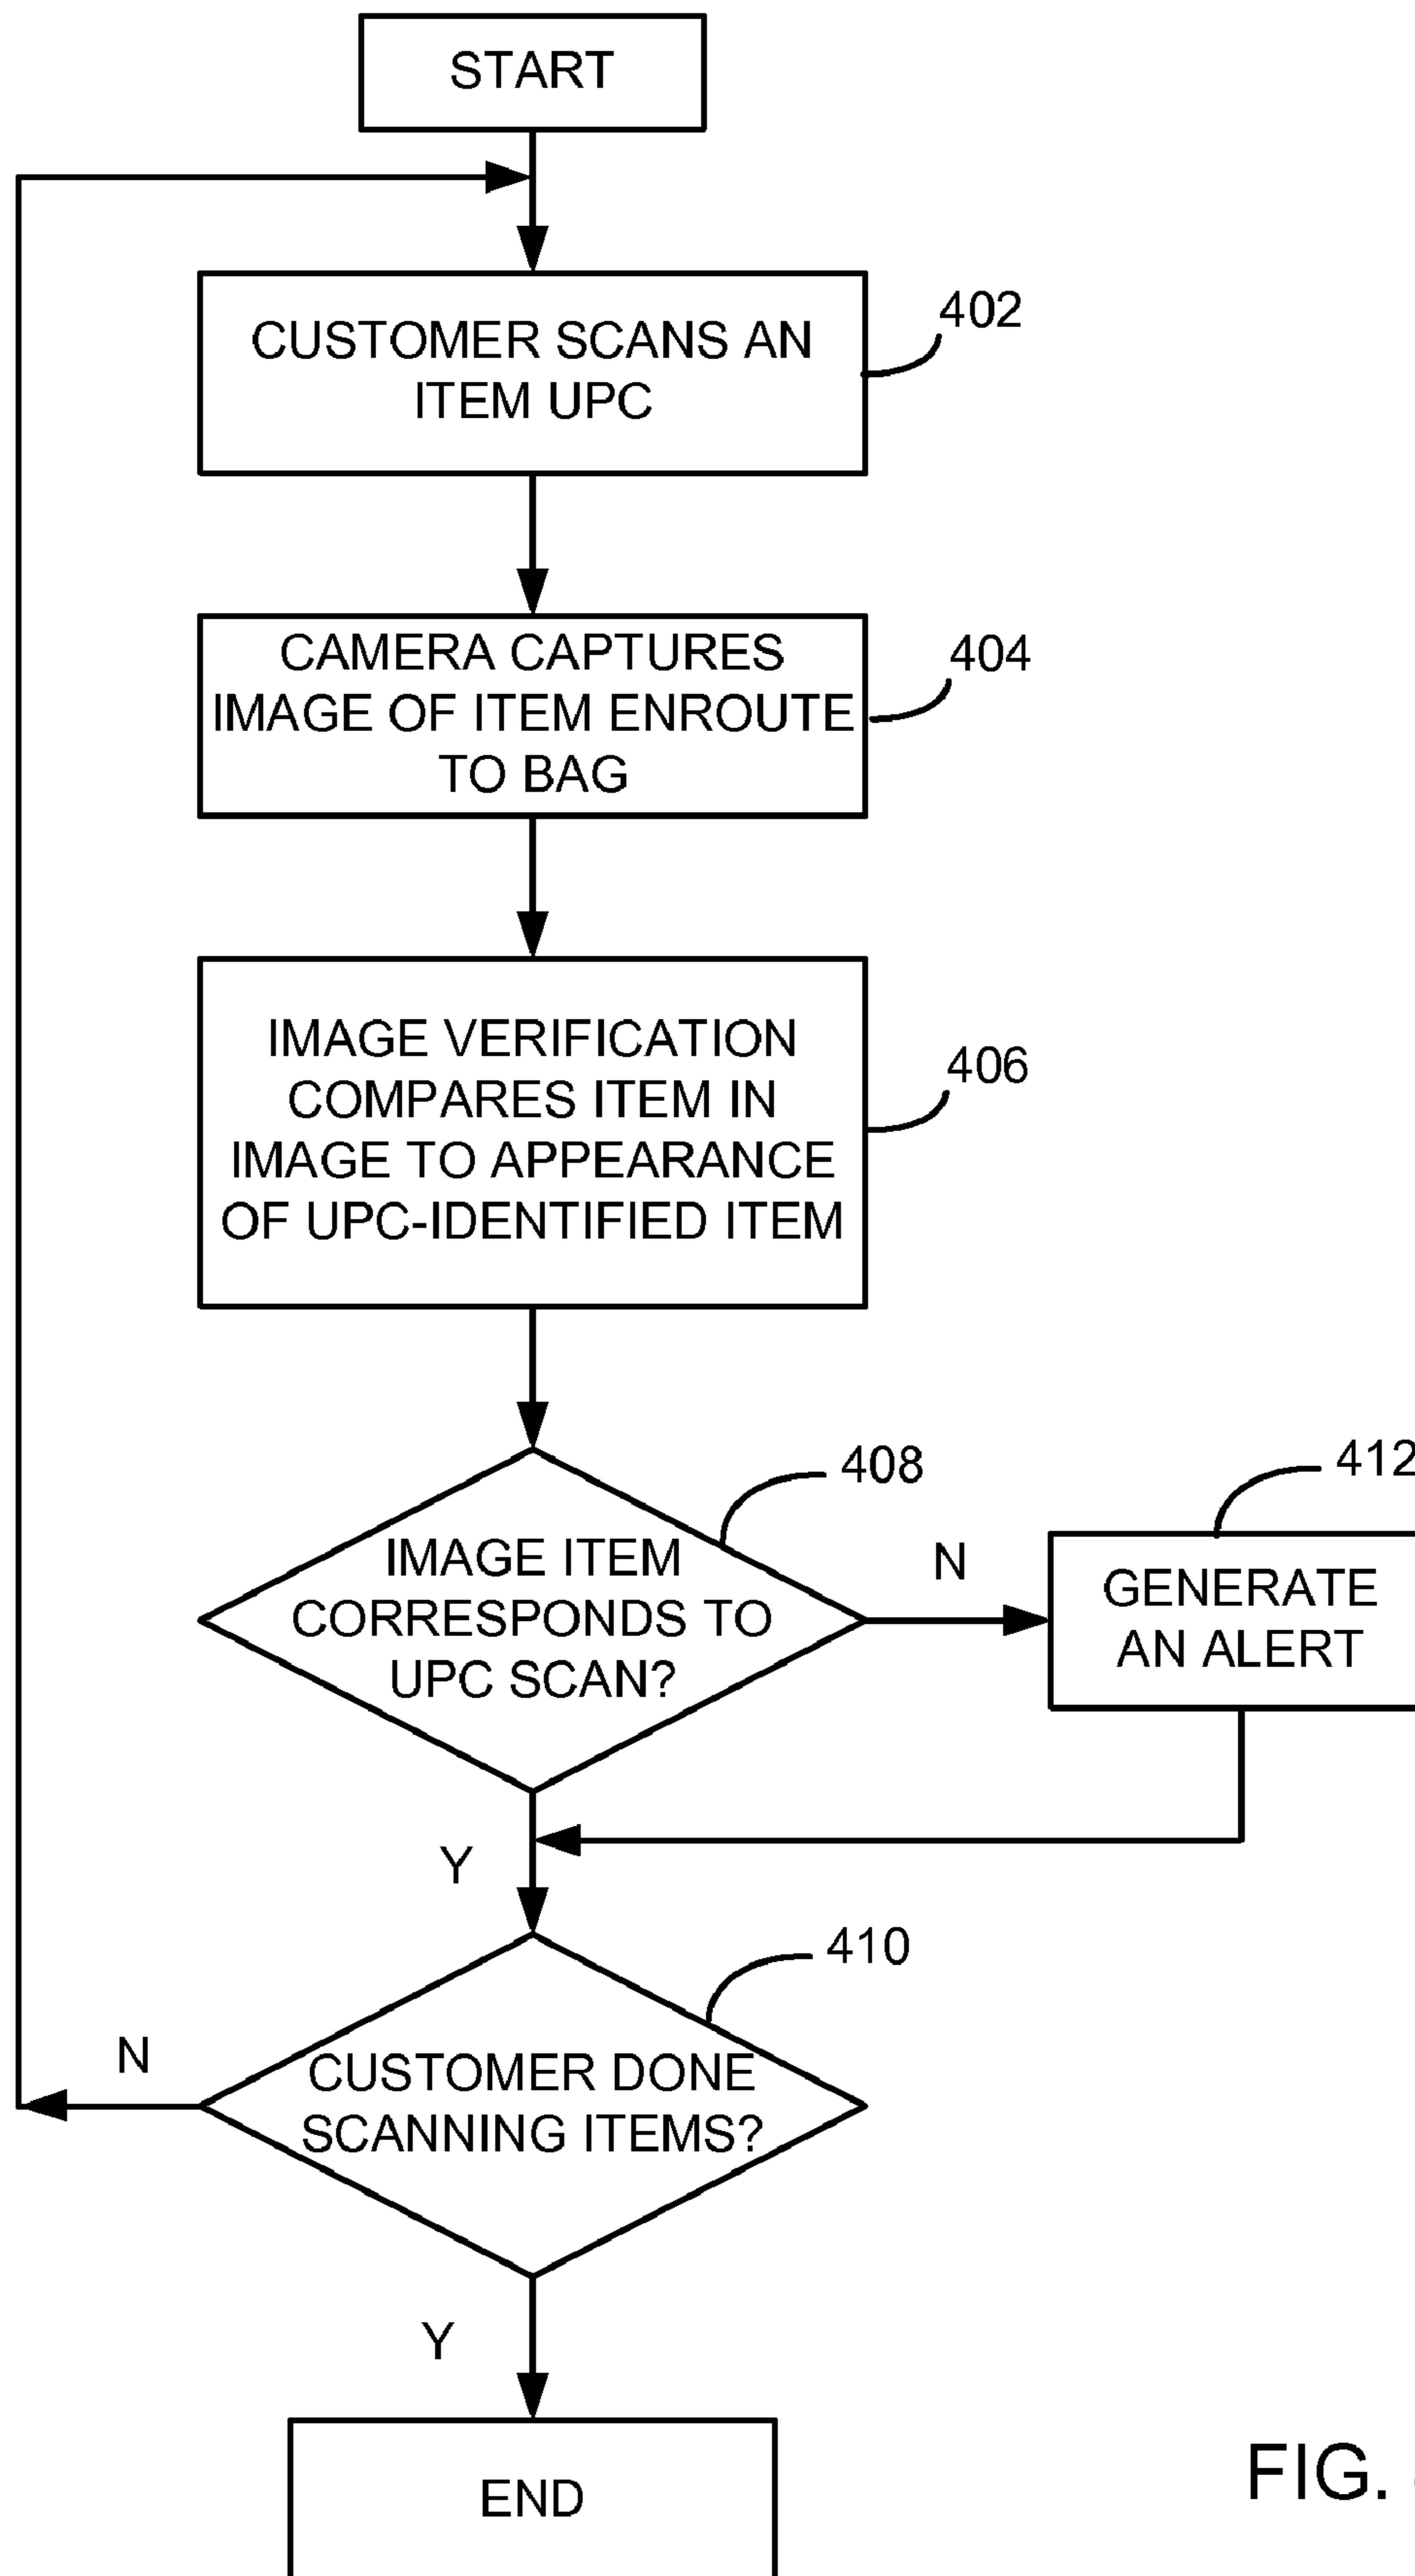 START
CUSTOMER SCANS AN
ITEM UPC
402
CAMERA CAPTURES
IMAGE OF ITEM ENROUTE
TO BAG
404
IMAGE VERIFICATION
COMPARES ITEM IN
IMAGE TO APPEARANCE
OF UPC-IDENTIFIED ITEM
406
IMAGE ITEM
CORRESPONDS TO
UPC SCAN?
408
N
GENERATE
AN ALERT
412
Y
CUSTOMER DONE
SCANNING ITEMS?
410
N
Y
END
FIG.